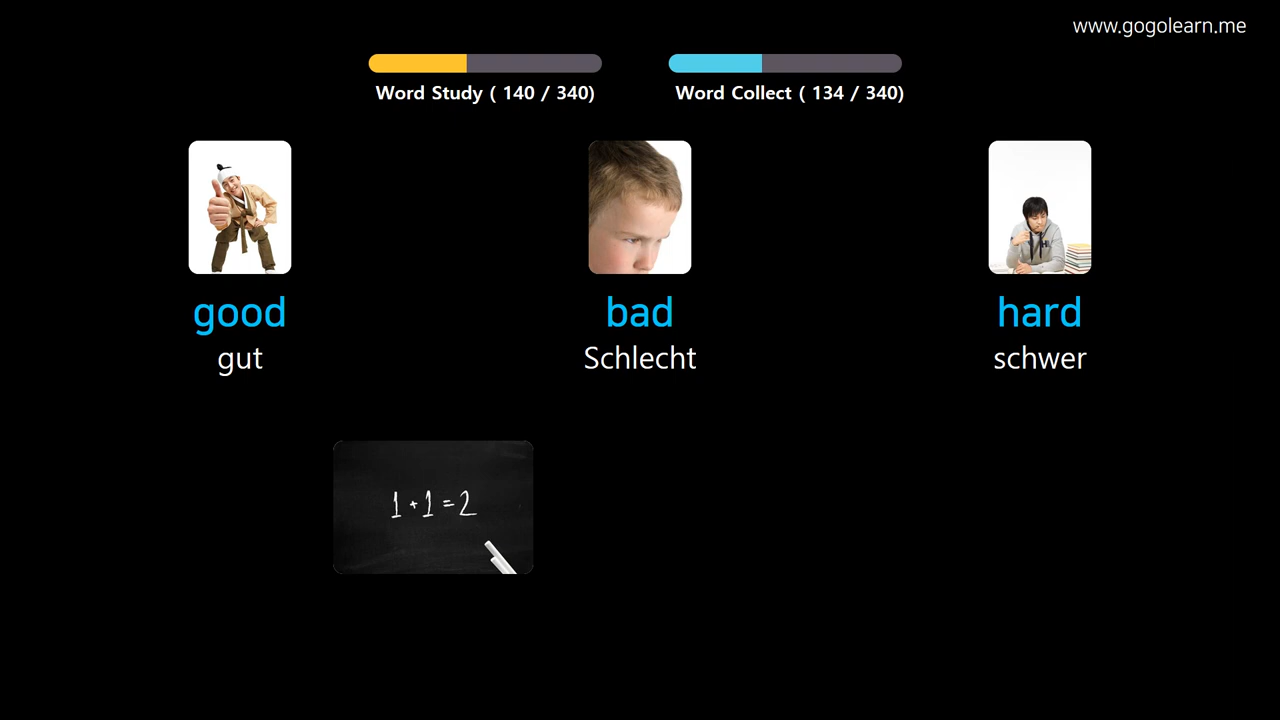 www.gogolearn.me
Word Study ( 140 / 340)
Word Collect ( 134 / 340)
good
bad
hard
gut
Schlecht
schwer
1+1=2